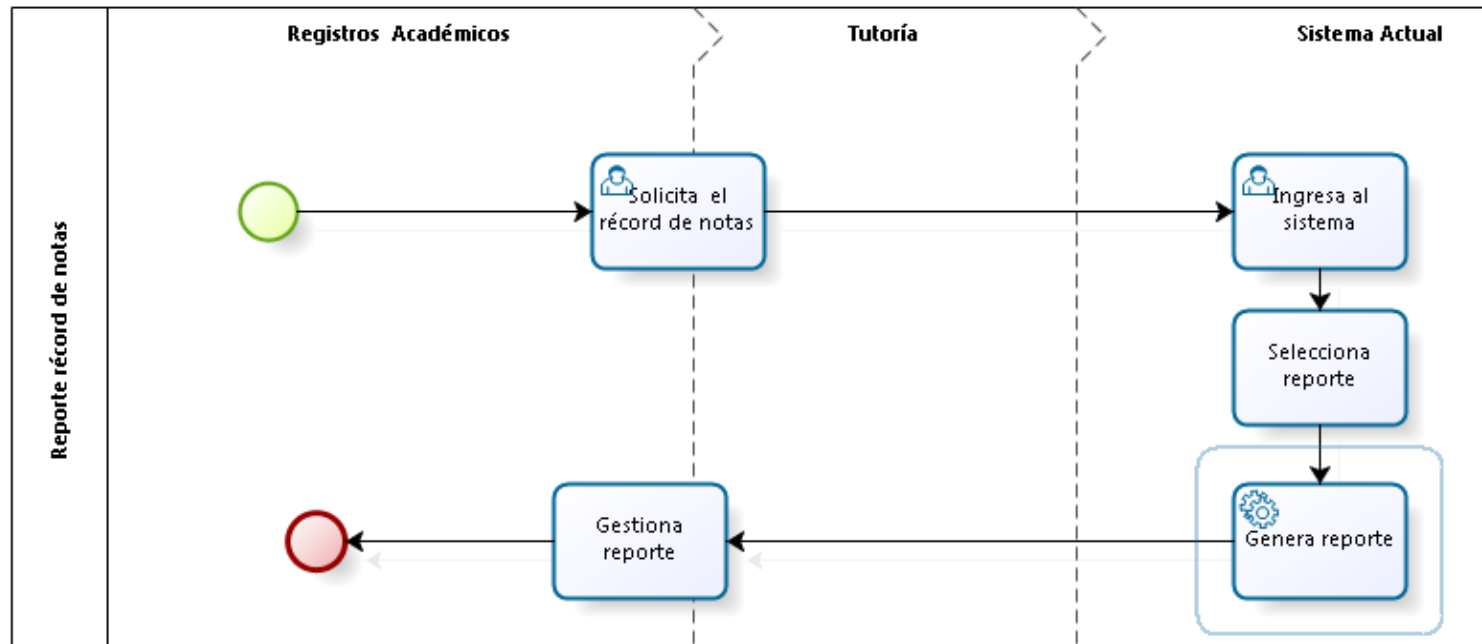 Registros Académicos
Tutoría
Sistema Actual
Reporte récord de notas
Solicita el
récord de notas
Ingresa al
sistema
Selecciona
reporte
Genera reporte
Gestiona
reporte